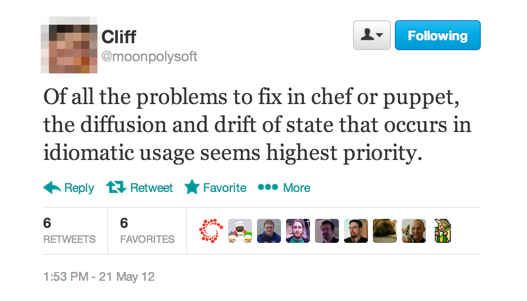 Cliff
@moonpolysoft
Following
Of all the problems to fix in chef or puppet,
the diffusion and drift of state that occurs in
idiomatic usage seems highest priority.
Reply Retweet Favorite More
6 6
RETWEETS FAVORITES
1:53 PM - 21 May 12